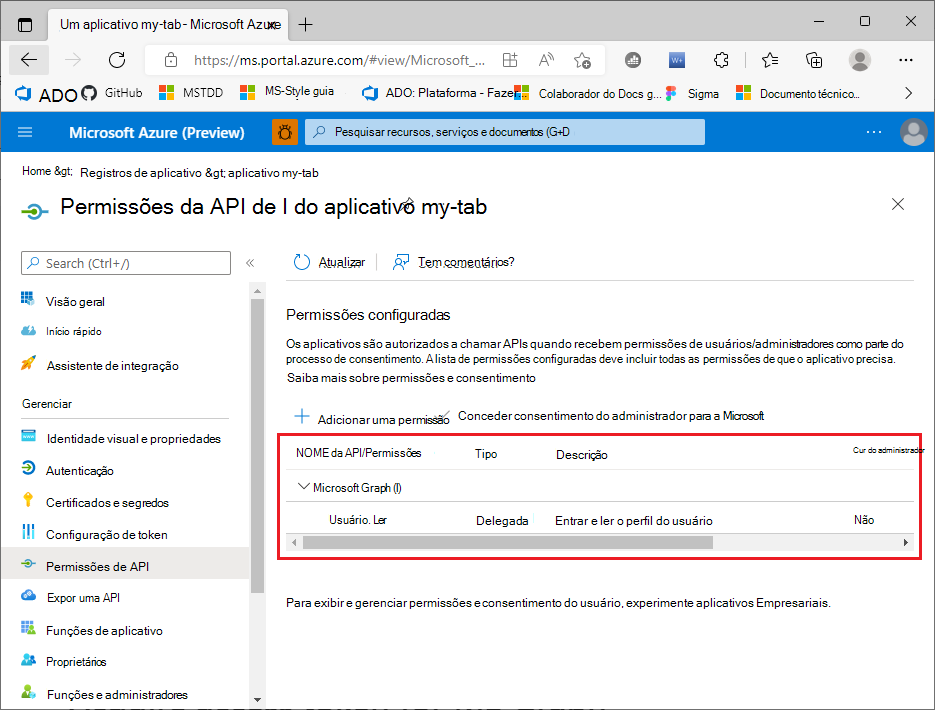 Um aplicativo my-tab - Microsoft Azure
https://ms.portal.azure.com/#view/Microsoft_...
ADO
GitHub
MSTDD
MS-Style guia
ADO: Plataforma - Faze
Colaborador do Docs g...
Sigma
Documento técnico...
Microsoft Azure (Preview)
Pesquisar recursos, serviços e documentos (G+D
Home &gt; Registros de aplicativo &gt; aplicativo my-tab
Permissões da API de I do aplicativo my-tab
Search (Ctrl+/)
Visão geral
Início rápido
Assistente de integração
Gerenciar
Identidade visual e propriedades
Autenticação
Certificados e segredos
Configuração de token
Permissões de API
Expor uma API
Funções de aplicativo
Proprietários
Funções e administradores
Atualizar
Tem comentários?
Permissões configuradas
Os aplicativos são autorizados a chamar APIs quando recebem permissões de usuários/administradores como parte do
processo de consentimento. A lista de permissões configuradas deve incluir todas as permissões de que o aplicativo precisa.
Saiba mais sobre permissões e consentimento
Adicionar uma permissão
Conceder consentimento do administrador para a Microsoft
NOME da API/Permissões Tipo Descrição Cur do administrador
Microsoft Graph (I)
Usuário. Ler Delegada Entrar e ler o perfil do usuário Não
Para exibir e gerenciar permissões e consentimento do usuário, experimente aplicativos Empresariais.